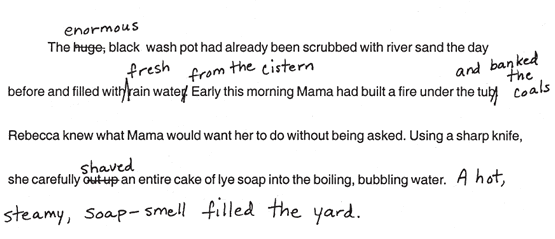 enormous
The huge, black wash pot had already been scrubbed with river sand the day
fresh from the cistern and banked the coals
before and filled with rain water. Early this morning Mama had built a fire under the tub.
Rebecca knew what Mama would want her to do without being asked. Using a sharp knife,
shaved
she carefully cut up an entire cake of lye soap into the boiling, bubbling water. A hot,
steamy, soap-smell filled the yard.